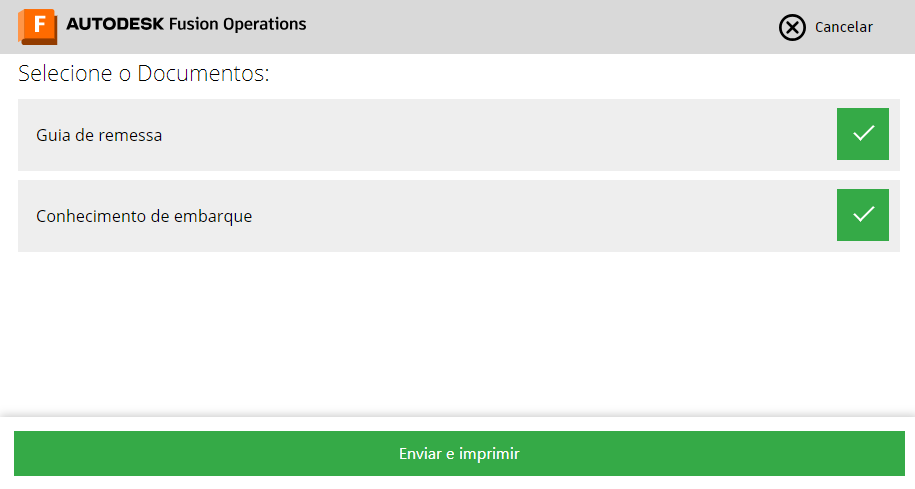 F AUTODESK Fusion Operations
Cancelar
Selecione o Documentos:
Guia de remessa
Conhecimento de embarque
Enviar e imprimir